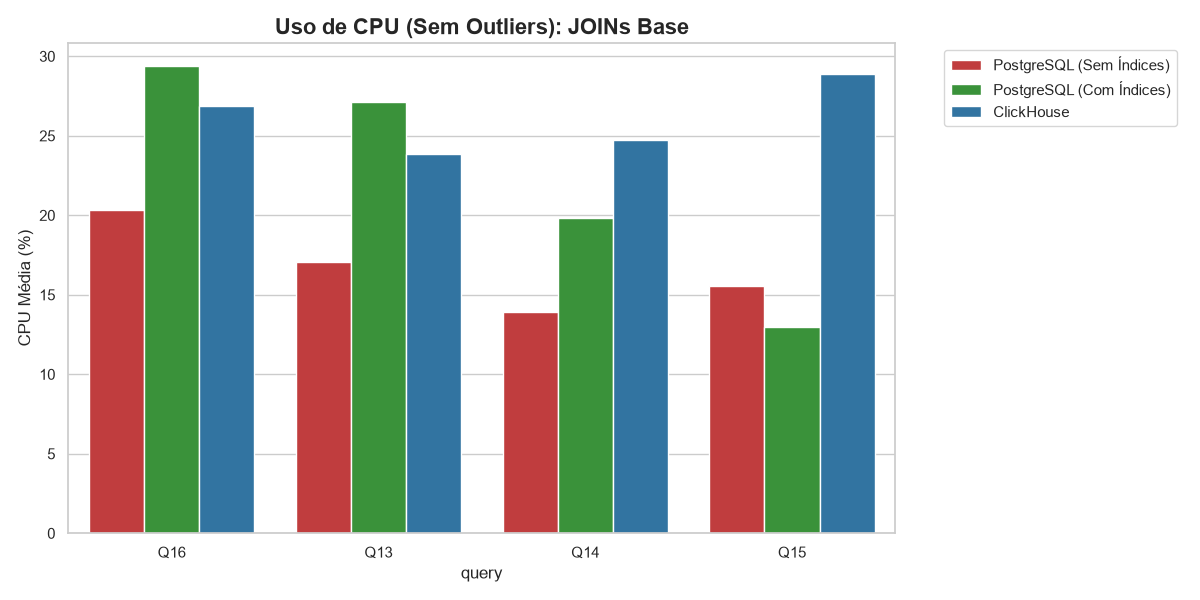 Uso de CPU (Sem Outliers): JOINs Base
PostgreSQL (Sem Índices)
PostgreSQL (Com Índices)
ClickHouse
CPU Média (%)
30
25
20
15
10
5
0
Q16
Q13
Q14
Q15
query